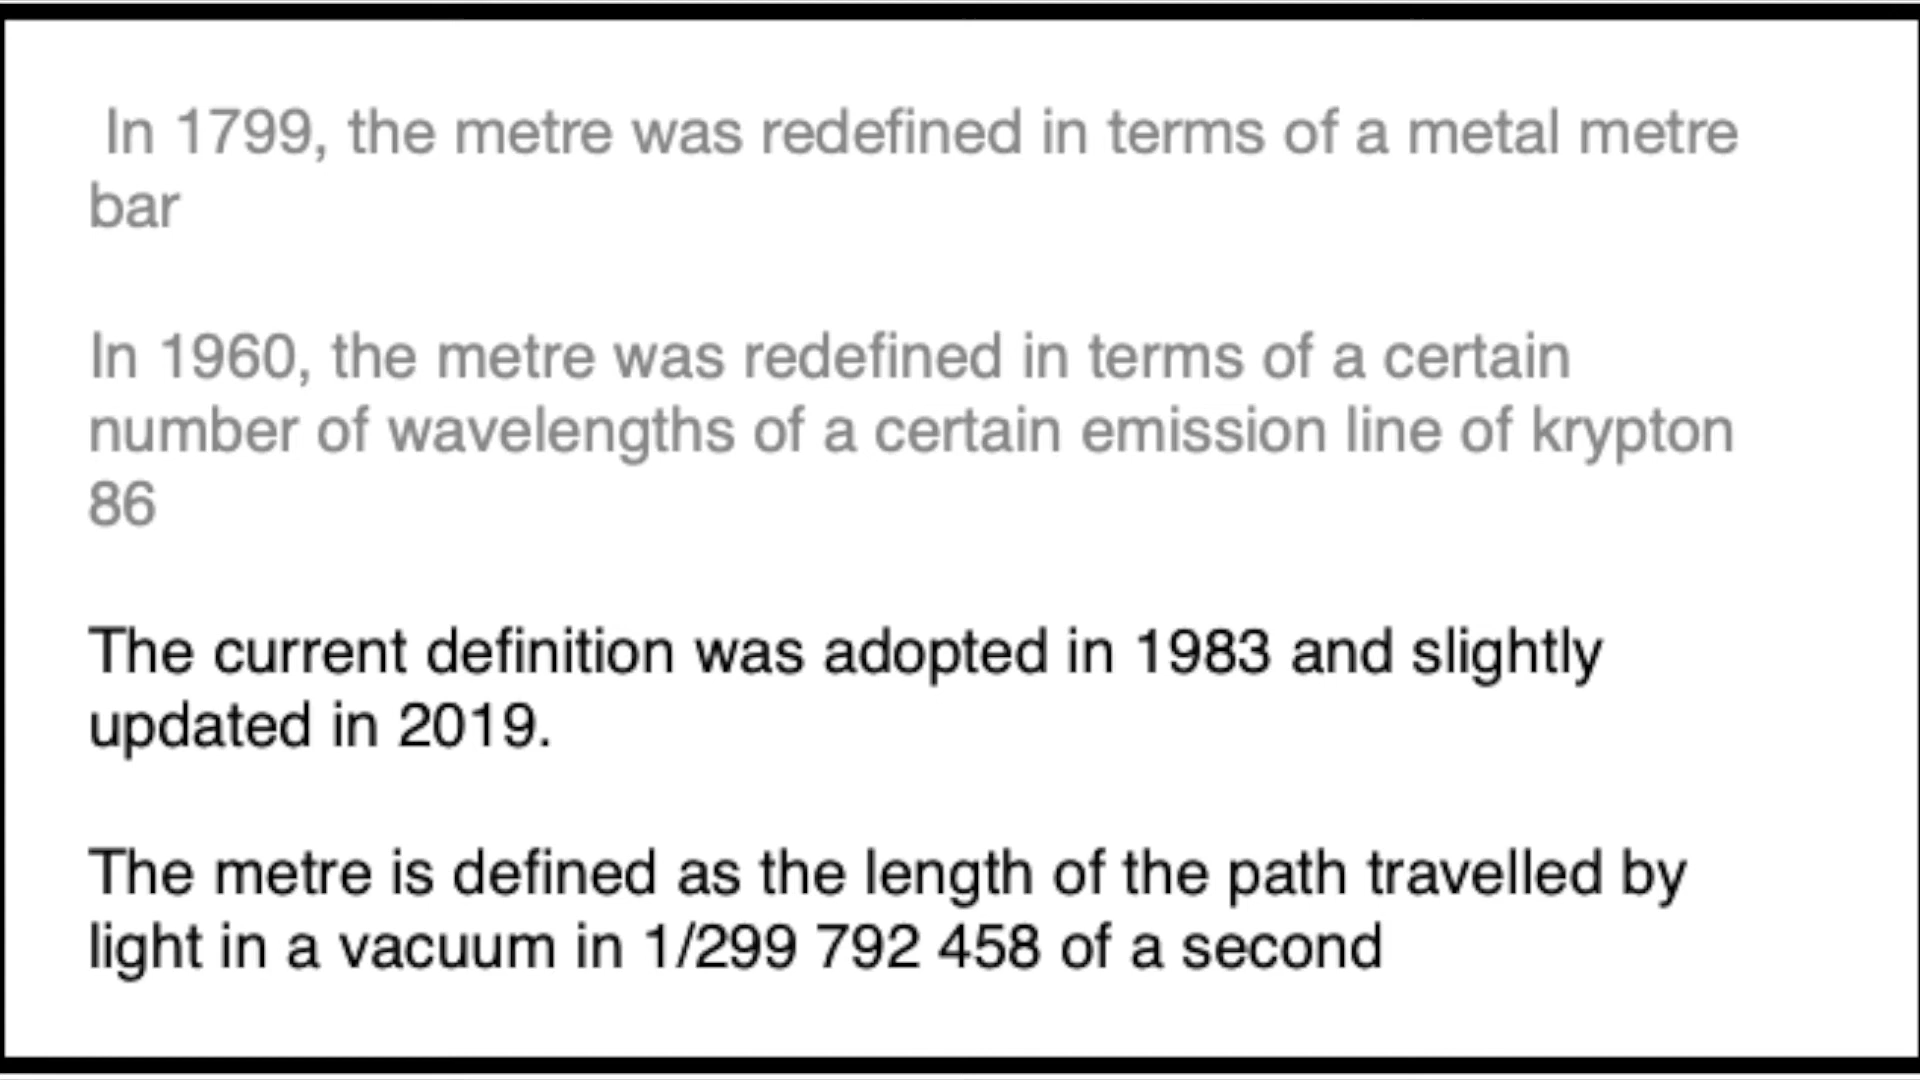 In 1799, the metre was redefined in terms of a metal metre
bar
In 1960, the metre was redefined in terms of a certain
number of wavelengths of a certain emission line of krypton
86
The current definition was adopted in 1983 and slightly
updated in 2019.
The metre is defined as the length of the path travelled by
light in a vacuum in 1/299 792 458 of a second